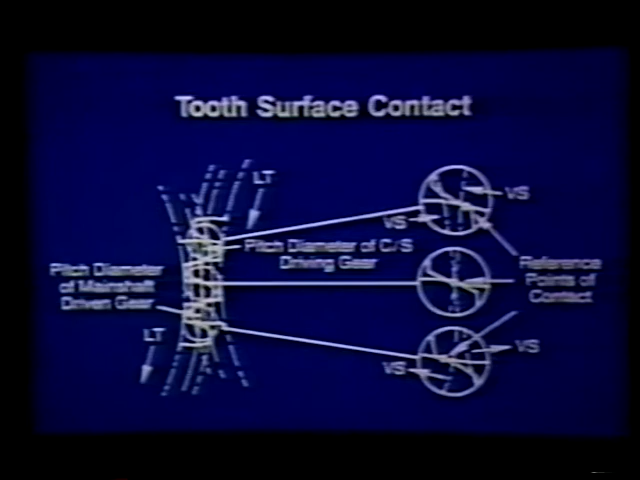 Tooth Surface Contact
LT
VS
VS
Pitch Diameter of C/S
Driving Gear
Pitch Diameter
of Mainshaft
Driven Gear
Reference
Points of
Contact
LT
VS
VS